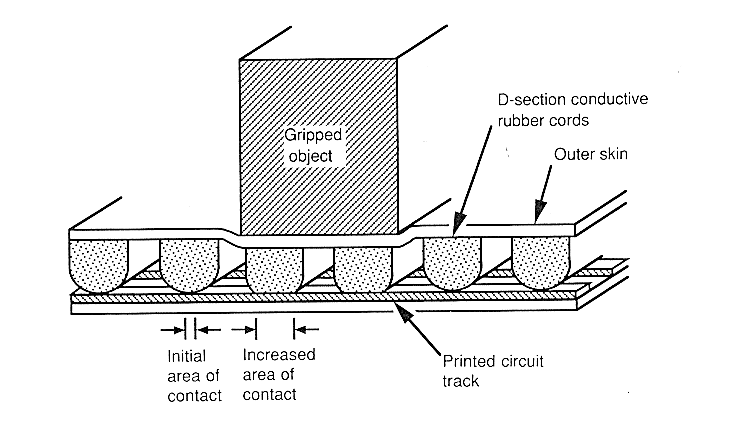 D-section conductive
rubber cords
Gripped
object
Outer skin
Initial
area of
contact
Increased
area of
contact
Printed circuit
track